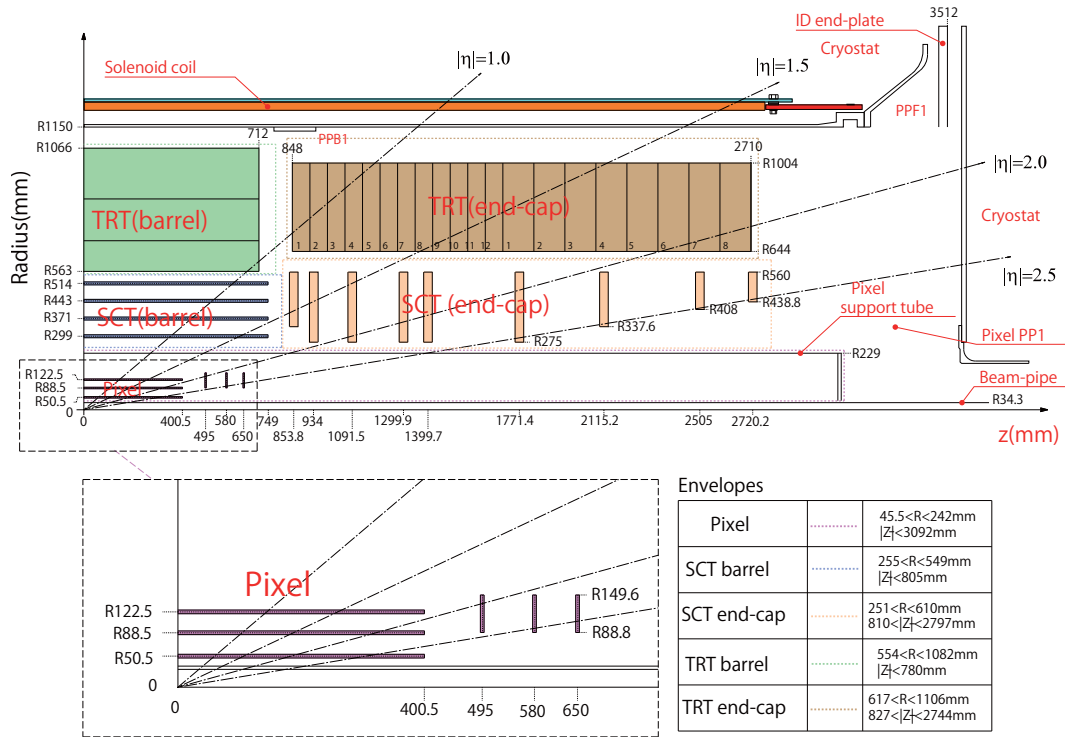 3512
ID end-plate
Cryostat
|η|=1.0
|η|=1.5
Solenoid coil
PPF1
R1150
712
PPB1
R1066
848
2710
R1004
|η|=2.0
TRT(barrel)
TRT(end-cap)
Cryostat
Radius(mm)
1 2 3 4 5 6 7 8 9 10 11 12 1 2 3 4 5 6 7 8
R644
R563
R560
|η|=2.5
R514
R443
R438.8
Pixel
support tube
SCT(barrel)
SCT(end-cap)
R408
R371
R337.6
R299
R275
Pixel PP1
R229
R122.5
Pixel
R88.5
Beam-pipe
R50.5
R34.3
0
0
400.5
495
580
650
749
853.8
934
1091.5
1299.9
1399.7
1771.4
2115.2
2505
2720.2
z(mm)
Pixel
R122.5
R149.6
R88.5
R88.8
R50.5
0
0
400.5
495
580
650
Envelopes
Pixel
45.5<R<242mm
|Z|<3092mm
SCT barrel
255<R<549mm
|Z|<805mm
SCT end-cap
251<R<610mm
810<|Z|<2797mm
TRT barrel
554<R<1082mm
|Z|<780mm
TRT end-cap
617<R<1106mm
827<|Z|<2744mm